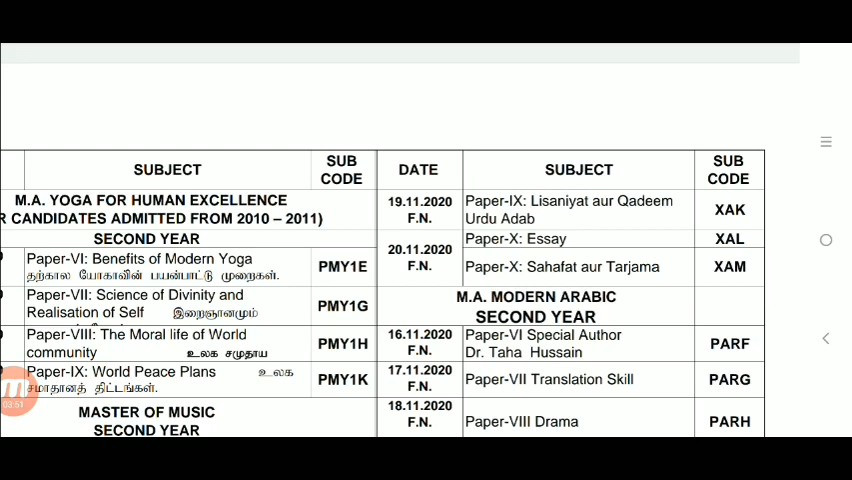 SUBJECT
SUB
CODE
M.A. YOGA FOR HUMAN EXCELLENCE
R CANDIDATES ADMITTED FROM 2010 – 2011)
SECOND YEAR
Paper-VI: Benefits of Modern Yoga
தற்கால யோகாவின் பயன்பாட்டு முறைகள்.
PMY1E
Paper-VII: Science of Divinity and
Realisation of Self இறைஞானமும்
PMY1G
Paper-VIII: The Moral life of World
community உலக சமுதாய
PMY1H
Paper-IX: World Peace Plans உலக
சமாதானத் திட்டங்கள்.
PMY1K
MASTER OF MUSIC
SECOND YEAR
03:51
DATE
SUBJECT
SUB
CODE
19.11.2020
F.N.
Paper-IX: Lisaniyat aur Qadeem
Urdu Adab
XAK
20.11.2020
F.N.
Paper-X: Essay
XAL
Paper-X: Sahafat aur Tarjama
XAM
M.A. MODERN ARABIC
SECOND YEAR
16.11.2020
F.N.
Paper-VI Special Author
Dr. Taha Hussain
PARF
17.11.2020
F.N.
Paper-VII Translation Skill
PARG
18.11.2020
F.N.
Paper-VIII Drama
PARH